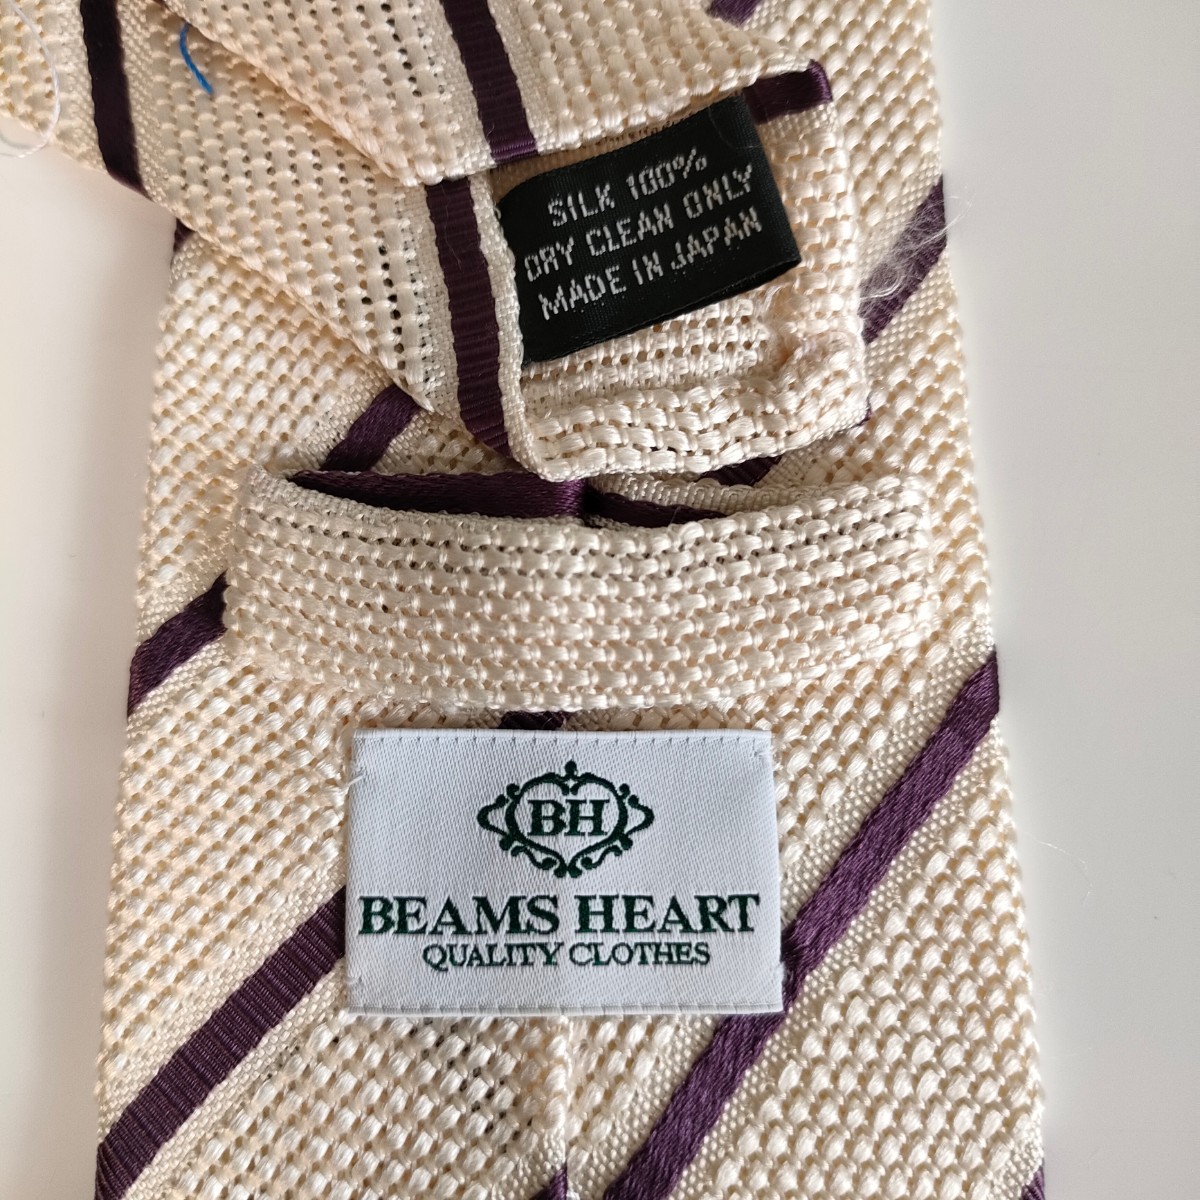 SILK 100%
DRY CLEAN ONLY
MADE IN JAPAN
BH
BEAMS HEART
QUALITY CLOTHES